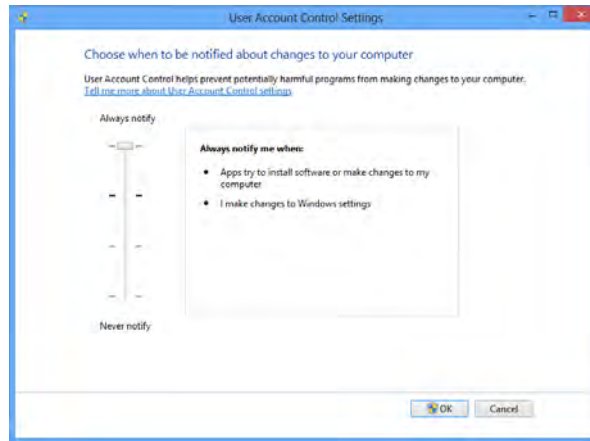 User Account Control Settings
Choose when to be notified about changes to your computer
User Account Control helps prevent potentially harmful programs from making changes to your computer.
Tell me more about User Account Control settings
Always notify
Always notify me when:
Apps try to install software or make changes to my
computer
I make changes to Windows settings
Never notify
OK
Cancel